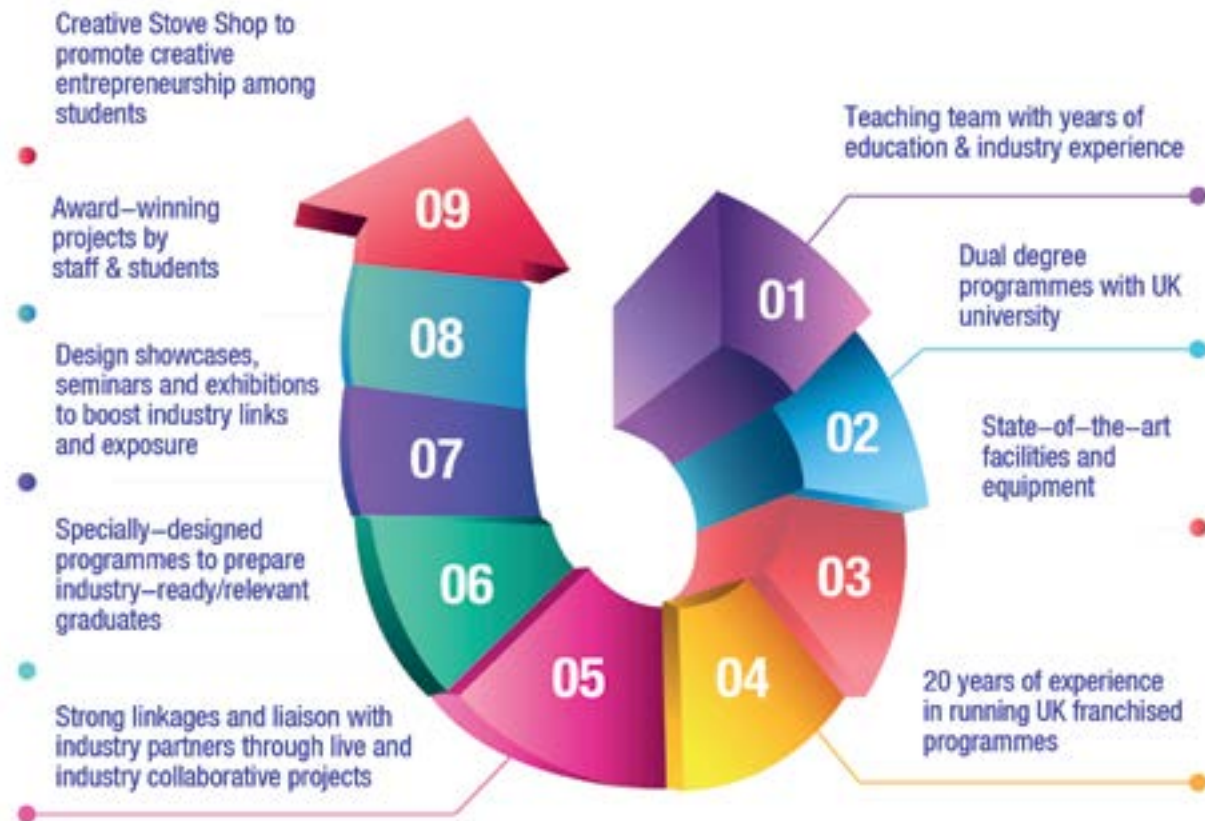 01
Teaching team with years of
education & industry experience
02
Dual degree
programmes with UK
university
03
State–of–the–art
facilities and
equipment
04
20 years of experience
in running UK franchised
programmes
05
Strong linkages and liaison with
industry partners through live and
industry collaborative projects
06
Specially–designed
programmes to prepare
industry–ready/relevant
graduates
07
Design showcases,
seminars and exhibitions
to boost industry links
and exposure
08
Award–winning
projects by
staff & students
09
Creative Stove Shop to
promote creative
entrepreneurship among
students